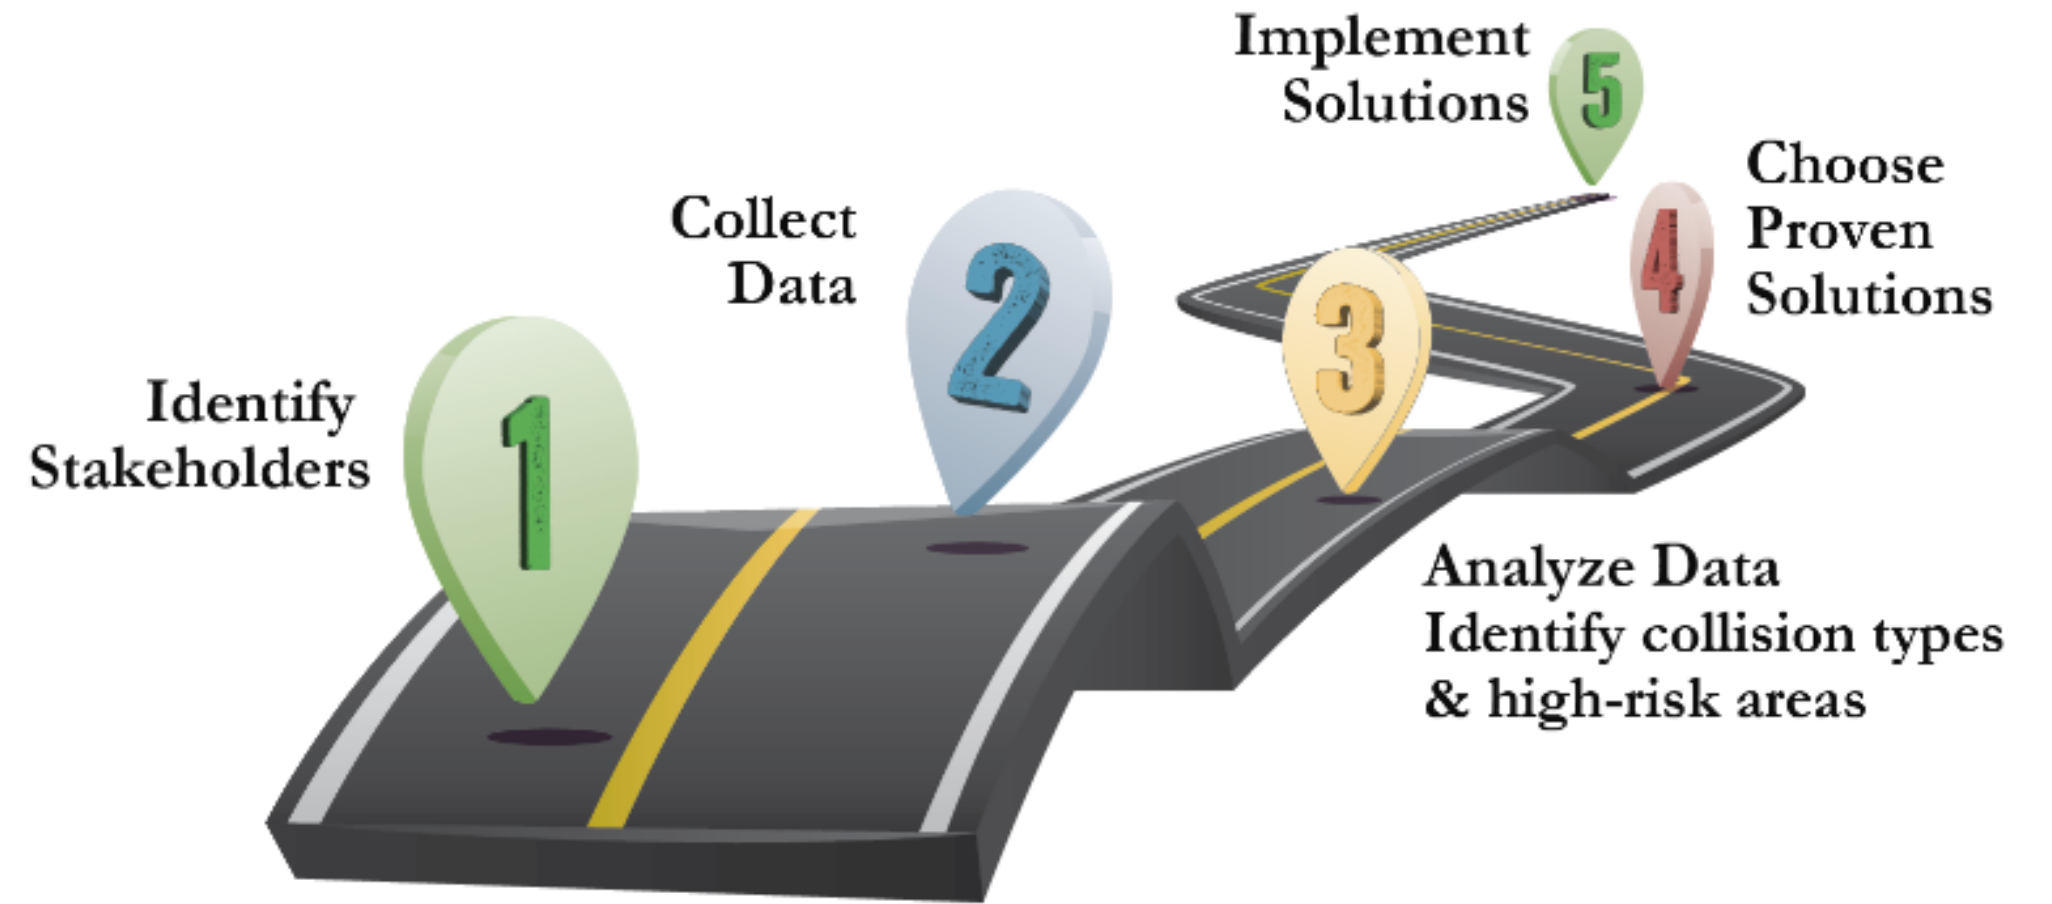 1
Identify
Stakeholders
2
Collect
Data
3
Analyze Data
Identify collision types
& high-risk areas
4
Choose
Proven
Solutions
5
Implement
Solutions